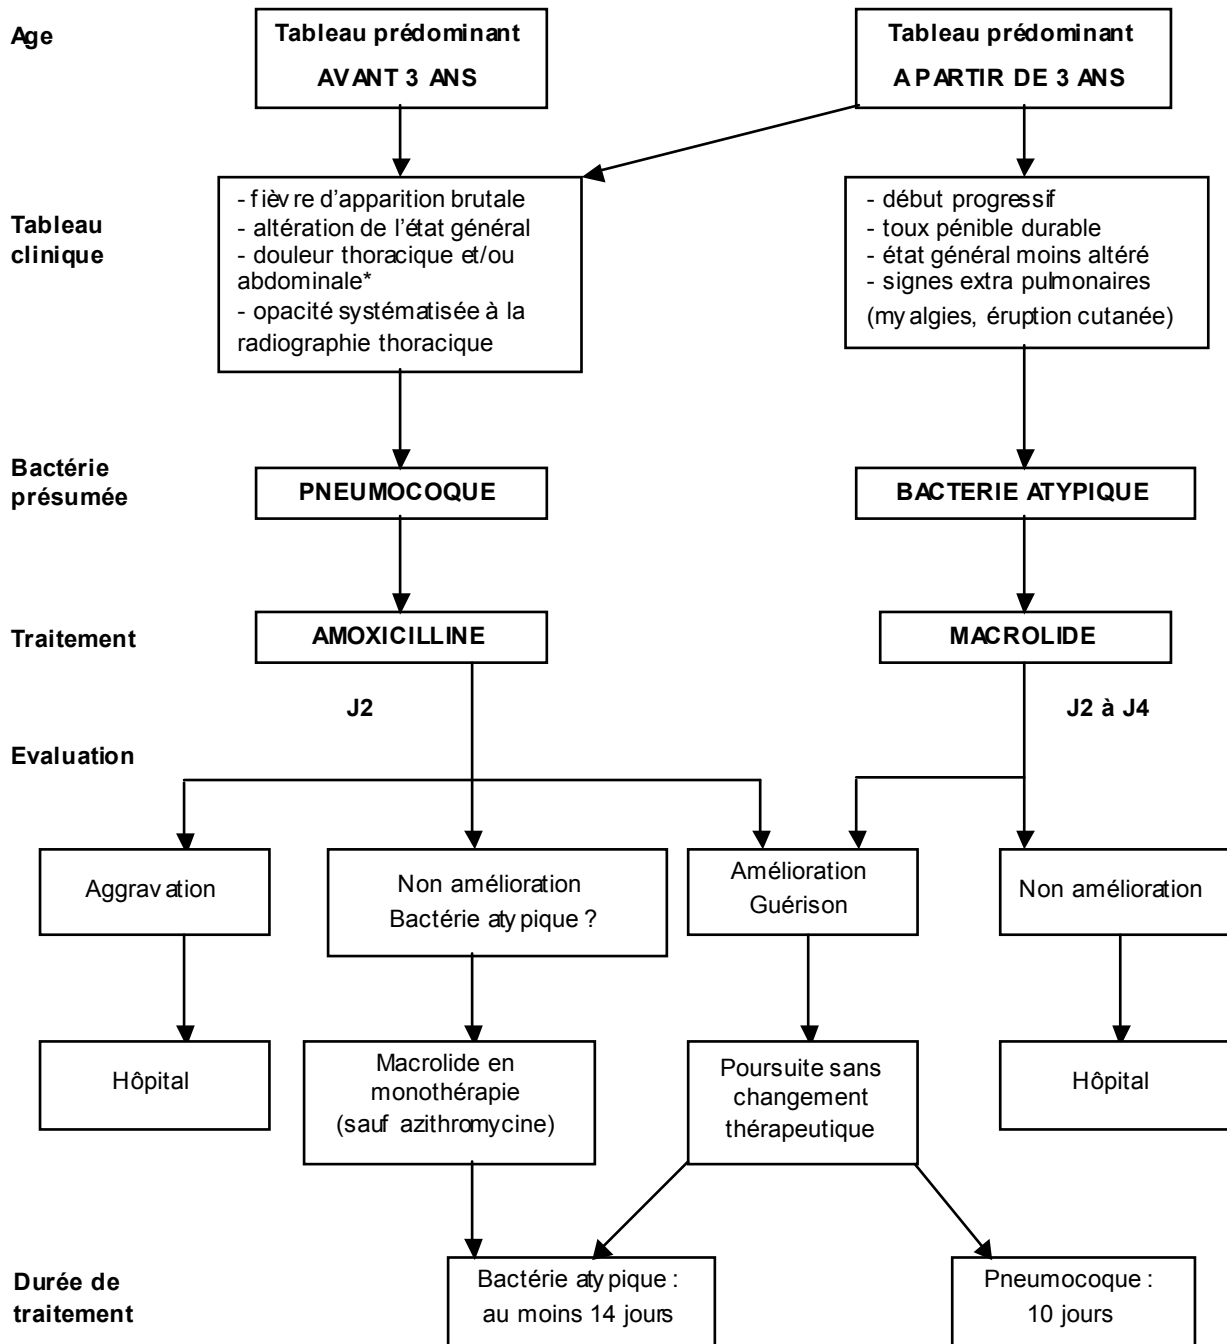 Age
Tableau prédominant
AVANT 3 ANS
Tableau prédominant
A PARTIR DE 3 ANS
Tableau
clinique
- fièvre d'apparition brutale
- altération de l'état général
- douleur thoracique et/ou
abdominale*
- opacité systématisée à la
radiographie thoracique
- début progressif
- toux pénible durable
- état général moins altéré
- signes extra pulmonaires
(myalgies, éruption cutanée)
Bactérie
présumée
PNEUMOCOQUE
BACTERIE ATYPIQUE
Traitement
AMOXICILLINE
MACROLIDE
J2
J2 à J4
Evaluation
Aggravation
Non amélioration
Bactérie atypique ?
Amélioration
Guérison
Non amélioration
Hôpital
Macrolide en
monothérapie
(sauf azithromycine)
Poursuite sans
changement
thérapeutique
Hôpital
Durée de
traitement
Bactérie atypique :
au moins 14 jours
Pneumocoque :
10 jours